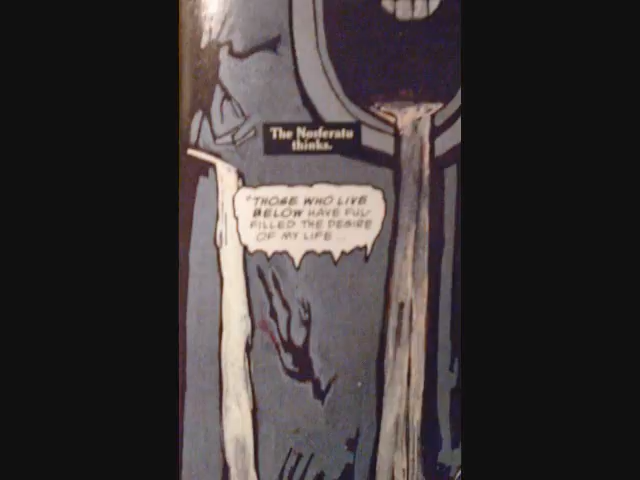 The Nosferatu
thinks.
"THOSE WHO LIVE
BELOW HAVE FUL-
FILLED THE DESIRE
OF MY LIFE...